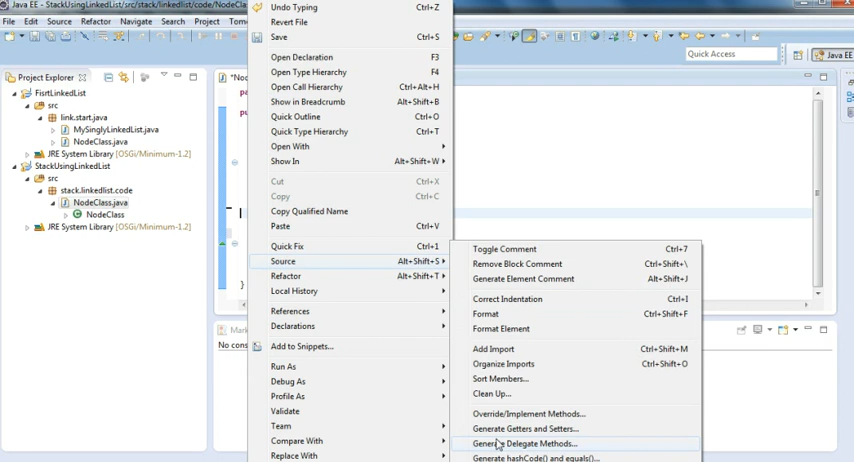 Java EE - StackUsingLinkedList/src/stack/linkedlist/code/NodeCla
File Edit Source Refactor Navigate Search Project
Quick Access
Java EE
Project Explorer
FisrtLinkedList
src
link.start.java
MySinglyLinkedList.java
NodeClass.java
JRE System Library [OSGi/Minimum-1.2]
StackUsingLinkedList
src
stack.linkedlist.code
NodeClass.java
NodeClass
JRE System Library [OSGi/Minimum-1.2]
pa
pu
}
No cons
Undo Typing Ctrl+Z
Revert File
Save Ctrl+S
Open Declaration F3
Open Type Hierarchy F4
Open Call Hierarchy Ctrl+Alt+H
Show in Breadcrumb Alt+Shift+B
Quick Outline Ctrl+O
Quick Type Hierarchy Ctrl+T
Open With
Show In Alt+Shift+W
Cut Ctrl+X
Copy Ctrl+C
Copy Qualified Name
Paste Ctrl+V
Quick Fix Ctrl+1
Source Alt+Shift+S
Refactor Alt+Shift+T
Local History
References
Declarations
Add to Snippets...
Run As
Debug As
Profile As
Validate
Team
Compare With
Replace With
Toggle Comment Ctrl+7
Remove Block Comment Ctrl+Shift+\
Generate Element Comment Alt+Shift+J
Correct Indentation Ctrl+I
Format Ctrl+Shift+F
Format Element
Add Import Ctrl+Shift+M
Organize Imports Ctrl+Shift+O
Sort Members...
Clean Up...
Override/Implement Methods...
Generate Getters and Setters...
Generate Delegate Methods...
Generate hashCode() and equals()...